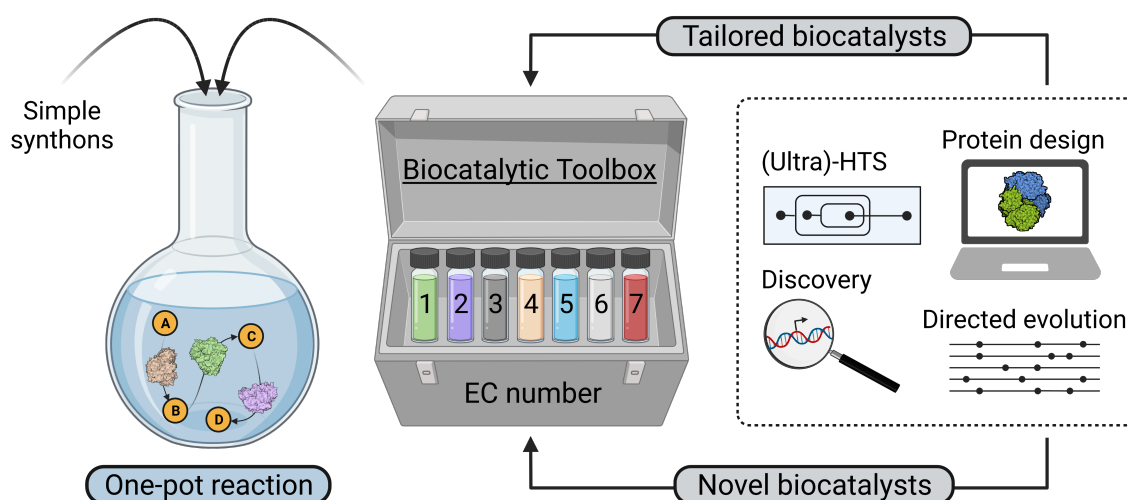 Simple
synthons
A
B
C
D
One-pot reaction
Biocatalytic Toolbox
1 2 3 4 5 6 7
EC number
Tailored biocatalysts
(Ultra)-HTS
Protein design
Discovery
Directed evolution
Novel biocatalysts